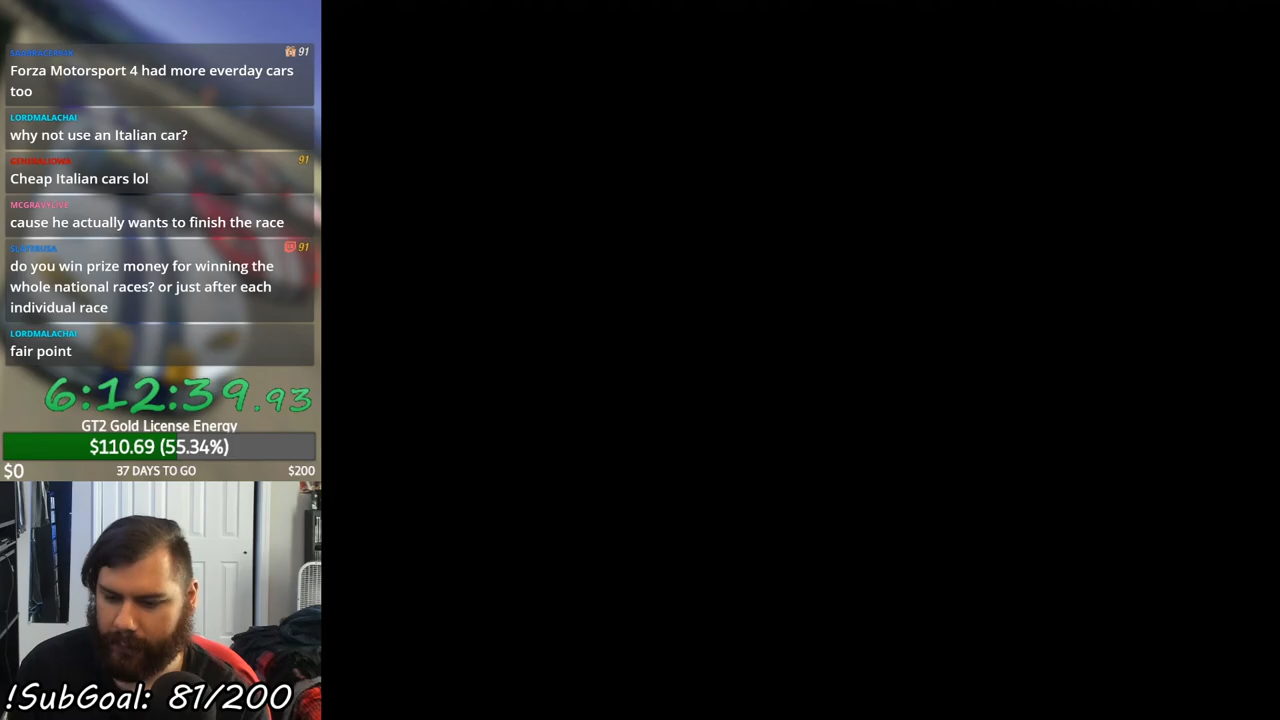 91
Forza Motorsport 4 had more everday cars
too
LORDMALACHAI
why not use an Italian car?
GENERALIOWA
91
Cheap Italian cars lol
MCGRAVYLIVE
cause he actually wants to finish the race
91
do you win prize money for winning the
whole national races? or just after each
individual race
LORDMALACHAI
fair point
6:12:39.93
GT2 Gold License Energy
$110.69 (55.34%)
$0
37 DAYS TO GO
$200
!SubGoal: 81/200